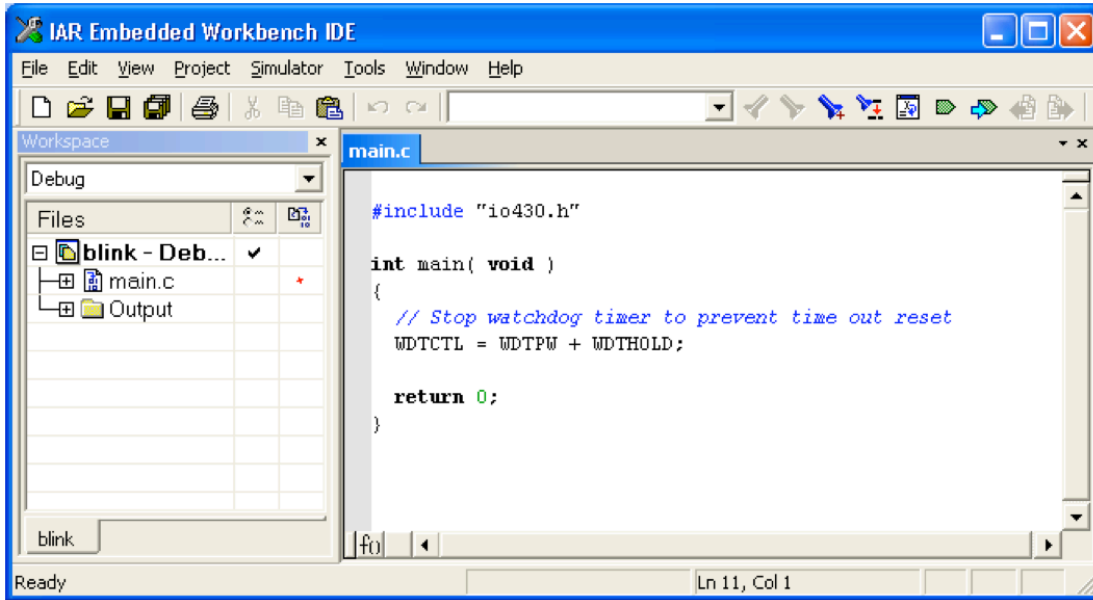 IAR Embedded Workbench IDE
File Edit View Project Simulator Tools Window Help
Workspace
Debug
Files
blink - Deb...
main.c
Output
blink
main.c
#include "io430.h"
int main( void )
{
// Stop watchdog timer to prevent time out reset
WDTCTL = WDTPW + WDTHOLD;
return 0;
}
f()
Ready
Ln 11, Col 1